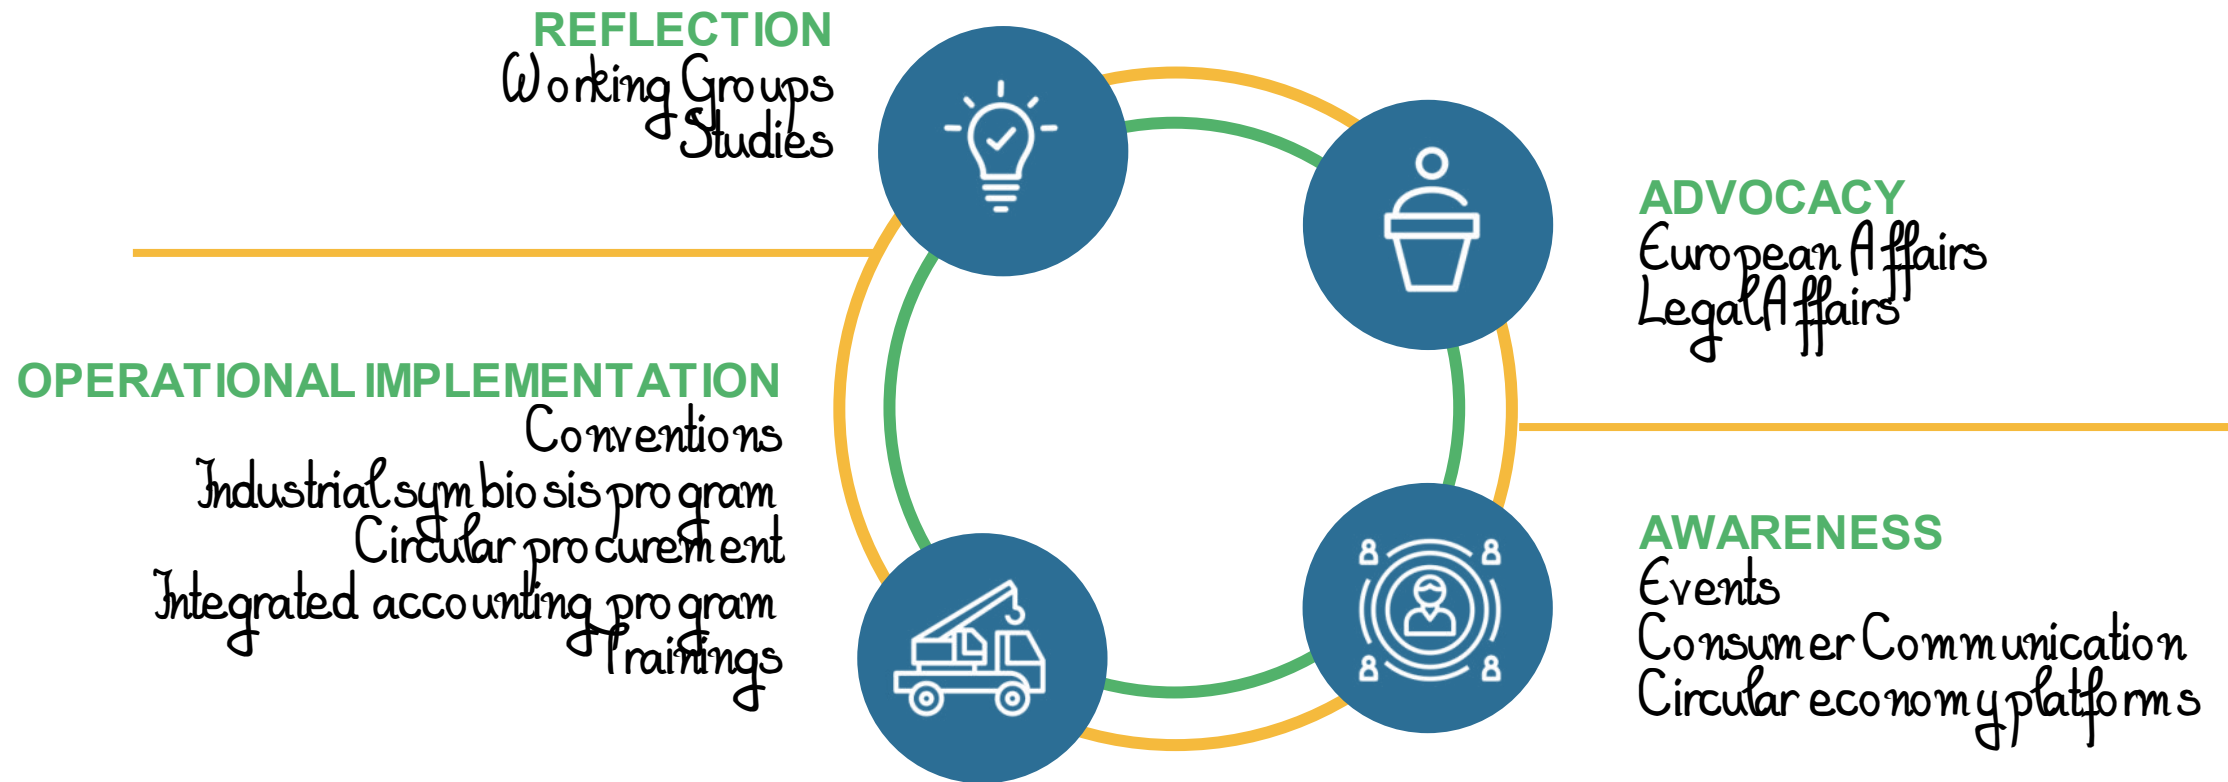 REFLECTION
Working Groups
Studies
ADVOCACY
European Affairs
Legal Affairs
OPERATIONAL IMPLEMENTATION
Conventions
Industrial symbiosis program
Circular procurement
Integrated accounting program
Trainings
AWARENESS
Events
Consumer Communication
Circular economy platforms